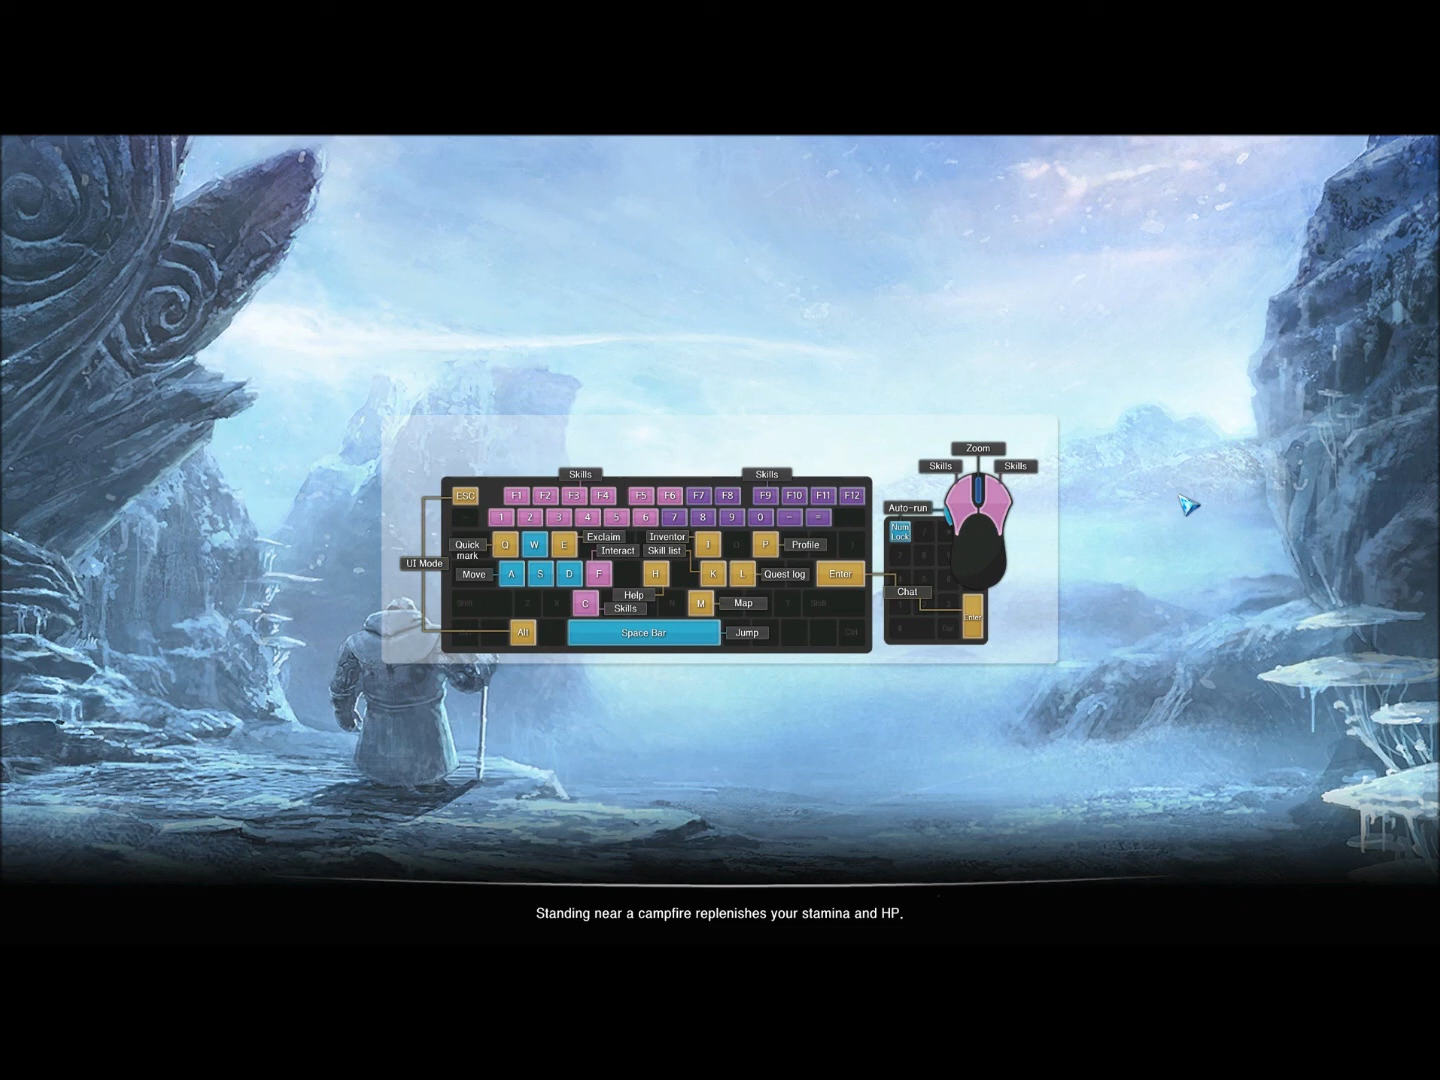 Zoom
Skills
Skills
Skills
Skills
ESC
F1 F2 F3 F4 F5 F6 F7 F8 F9 F10 F11 F12
Auto-run
1 2 3 4 5 6 7 8 9 0 - =
Num
Lock
Quick
mark
Q W E
Exclaim
Interact
Inventor
Skill list
I
P
Profile
UI Mode
Move
A S D F
H
K L
Quest log
Enter
Chat
Help
C
Skills
M
Map
Enter
Alt
Space Bar
Jump
Standing near a campfire replenishes your stamina and HP.